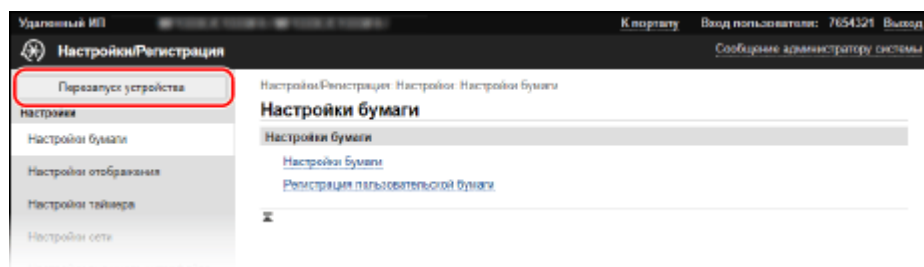 Удаленный ИП
К порталу Вход пользователя: 7654321 Выход
Настройки/Регистрация
Сообщение администратору системы
Перезапуск устройства
Настройки/Регистрация: Настройки: Настройки бумаги
Настройки
Настройки бумаги
Настройки бумаги
Настройки бумаги
Настройки бумаги
Настройки отображения
Регистрация пользовательской бумаги
Настройки таймера
Настройки сети